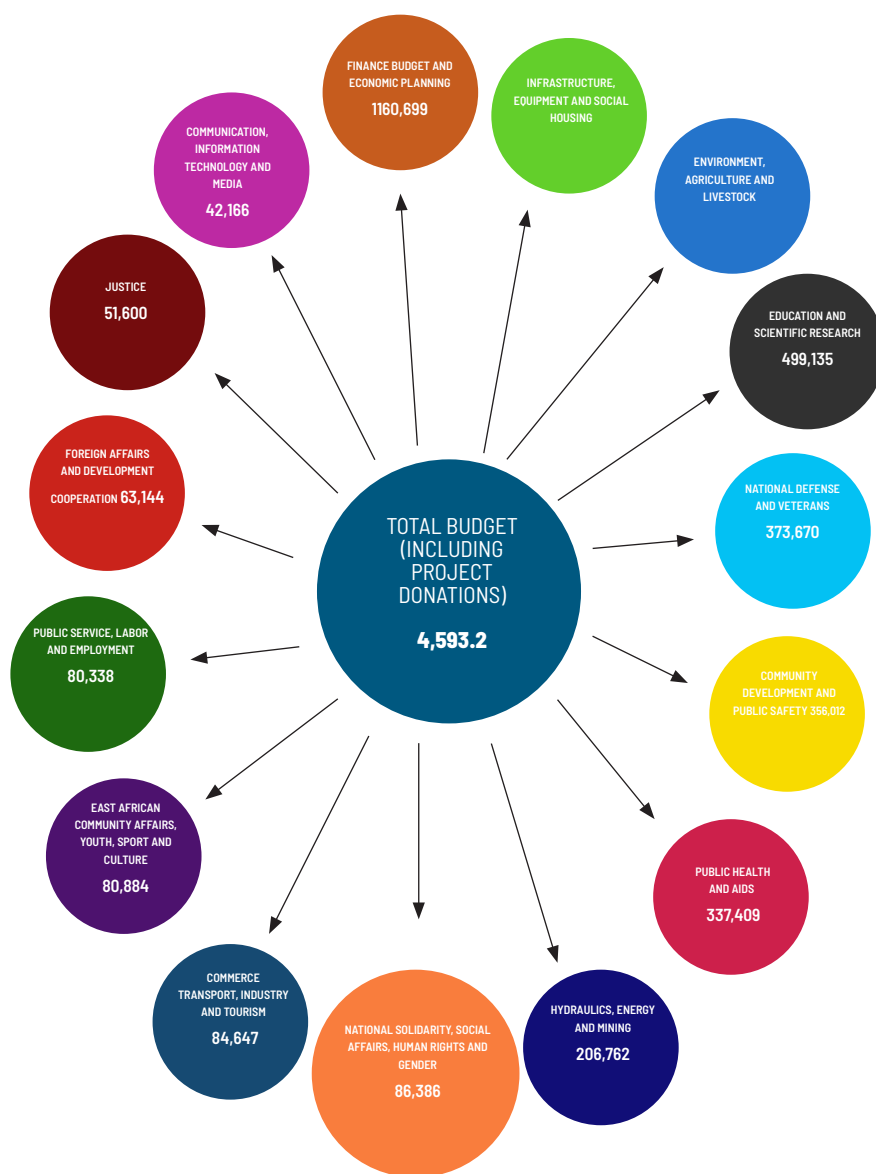 FINANCE BUDGET AND
ECONOMIC PLANNING
1160,699
INFRASTRUCTURE,
EQUIPMENT AND SOCIAL
HOUSING
COMMUNICATION,
INFORMATION
TECHNOLOGY AND
MEDIA
42,166
ENVIRONMENT,
AGRICULTURE AND
LIVESTOCK
JUSTICE
51,600
EDUCATION AND
SCIENTIFIC RESEARCH
499,135
FOREIGN AFFAIRS
AND DEVELOPMENT
COOPERATION 63,144
NATIONAL DEFENSE
AND VETERANS
373,670
TOTAL BUDGET
(INCLUDING
PROJECT
DONATIONS)
4,593.2
PUBLIC SERVICE, LABOR
AND EMPLOYMENT
80,338
COMMUNITY
DEVELOPMENT AND
PUBLIC SAFETY 356,012
EAST AFRICAN
COMMUNITY AFFAIRS,
YOUTH, SPORT AND
CULTURE
80,884
PUBLIC HEALTH
AND AIDS
337,409
COMMERCE
TRANSPORT, INDUSTRY
AND TOURISM
84,647
NATIONAL SOLIDARITY, SOCIAL
AFFAIRS, HUMAN RIGHTS AND
GENDER
86,386
HYDRAULICS, ENERGY
AND MINING
206,762